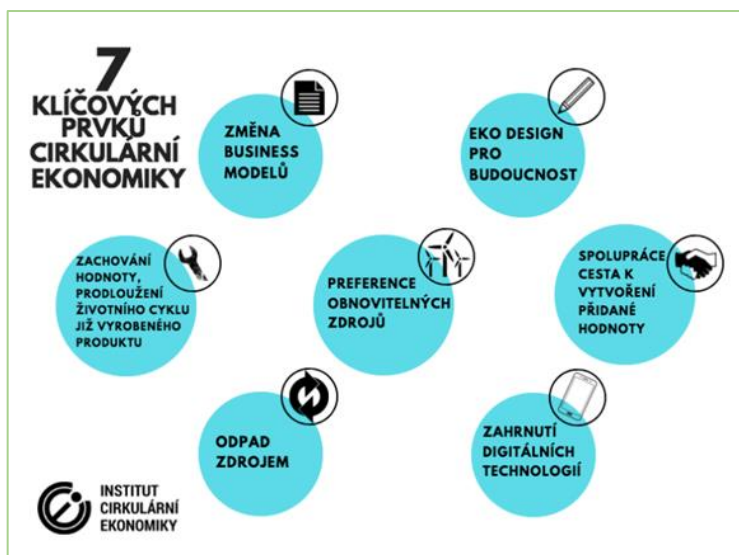 7
KLÍČOVÝCH
PRVKŮ
CIRKULÁRNÍ
EKONOMIKY
ZMĚNA
BUSINESS
MODELŮ
EKO DESIGN
PRO
BUDOUCNOST
ZACHOVÁNÍ
HODNOTY,
PRODLOUŽENÍ
ŽIVOTNÍHO CYKLU
JIŽ VYROBENÉHO
PRODUKTU
PREFERENCE
OBNOVITELNÝCH
ZDROJŮ
SPOLUPRÁCE
CESTA K
VYTVOŘENÍ
PŘIDANÉ
HODNOTY
ODPAD
ZDROJEM
ZAHRNUTÍ
DIGITÁLNÍCH
TECHNOLOGIÍ
INSTITUT
CIRKULÁRNÍ
EKONOMIKY